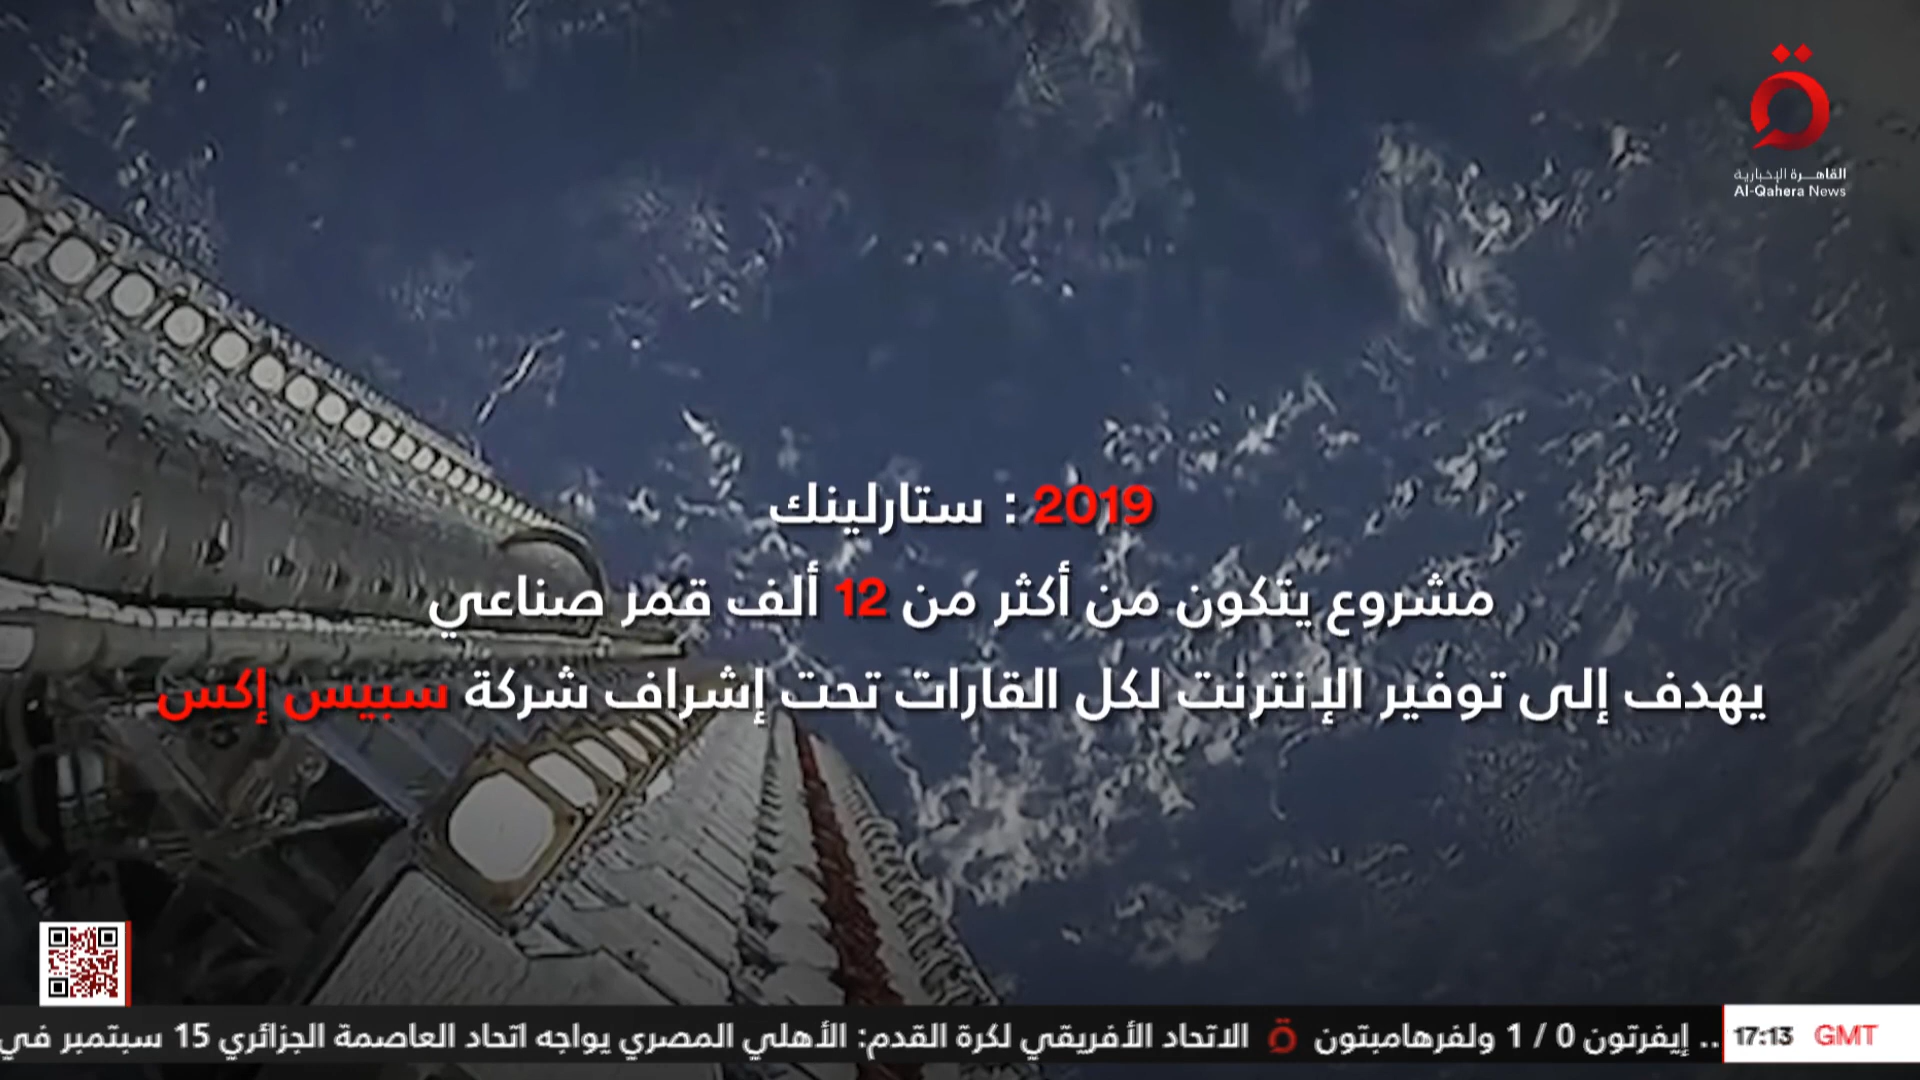 القاهرة الإخبارية
Al-Qahera News
2019 : ستارلينك
مشروع يتكون من أكثر من 12 ألف قمر صناعي
يهدف إلى توفير الإنترنت لكل القارات تحت إشراف شركة سبيس إكس
17:13 GMT
.. إيفرتون 0 / 1 ولفرهامبتون الاتحاد الأفريقي لكرة القدم: الأهلي المصري يواجه اتحاد العاصمة الجزائري 15 سبتمبر في